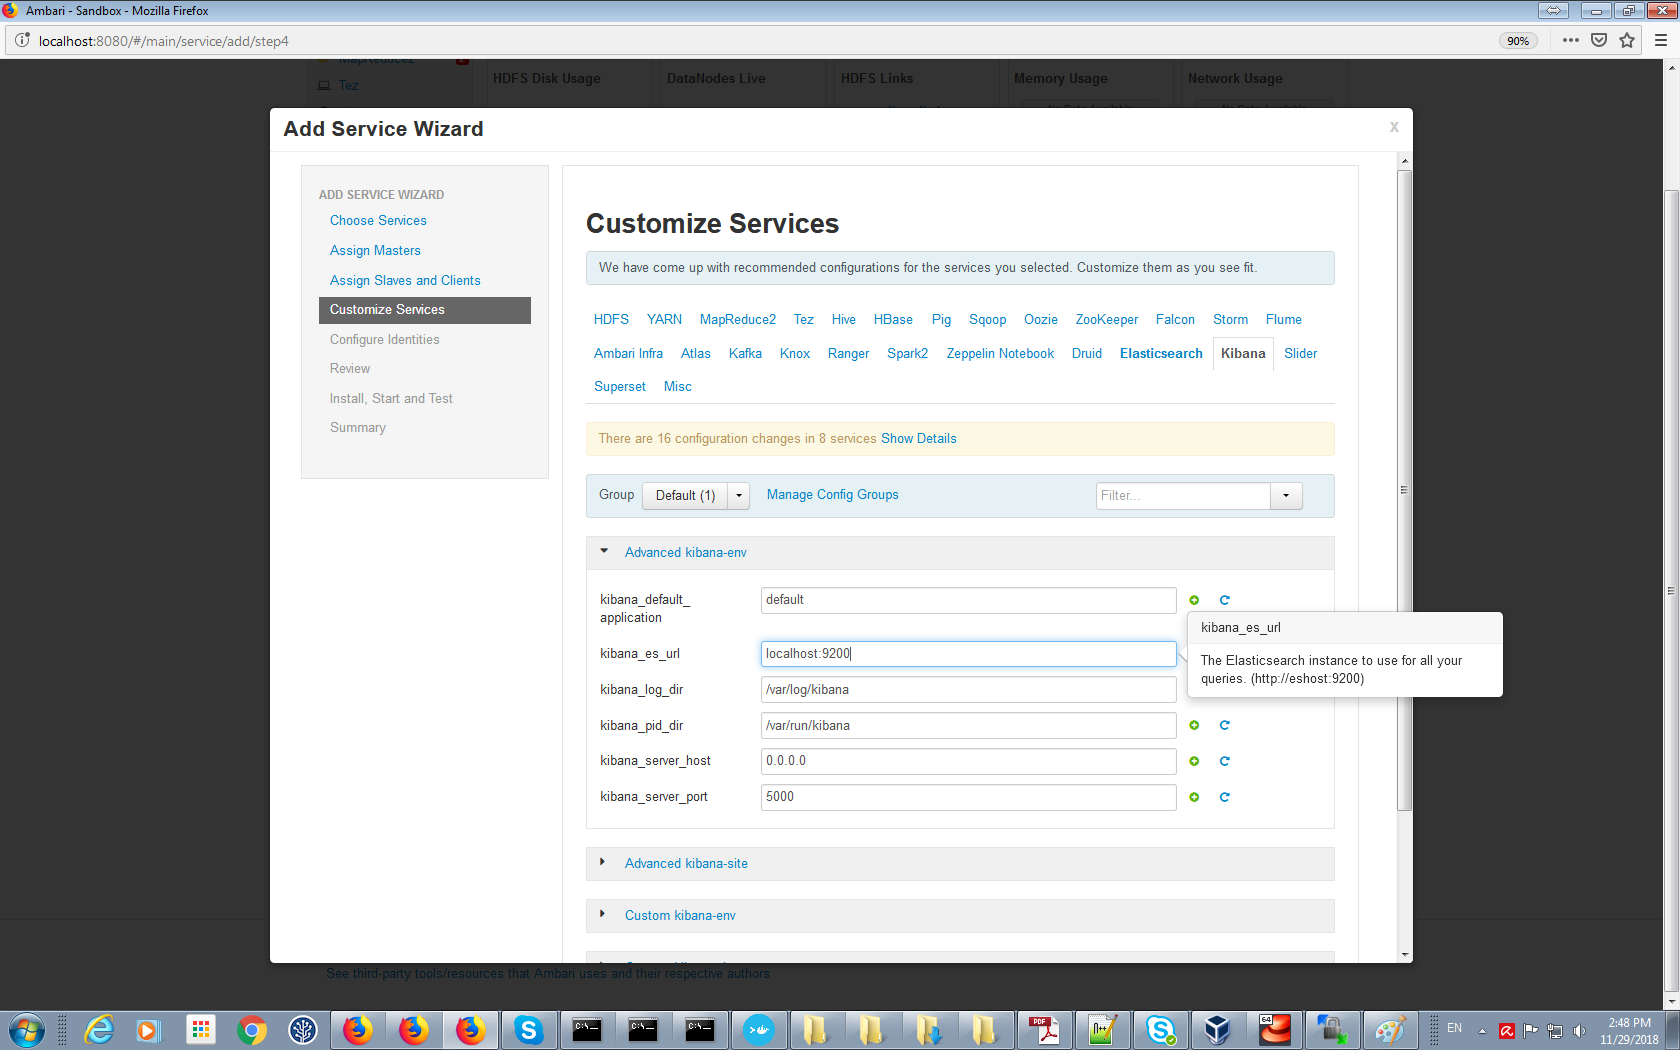 Ambari - Sandbox - Mozilla Firefox
localhost:8080/#/main/service/add/step4
90%
MapReduce2
Tez
HDFS Disk Usage
DataNodes Live
HDFS Links
Memory Usage
Network Usage
Add Service Wizard
x
ADD SERVICE WIZARD
Choose Services
Assign Masters
Assign Slaves and Clients
Customize Services
Configure Identities
Review
Install, Start and Test
Summary
Customize Services
We have come up with recommended configurations for the services you selected. Customize them as you see fit.
HDFS YARN MapReduce2 Tez Hive HBase Pig Sqoop Oozie ZooKeeper Falcon Storm Flume
Ambari Infra Atlas Kafka Knox Ranger Spark2 Zeppelin Notebook Druid Elasticsearch Kibana Slider
Superset Misc
There are 16 configuration changes in 8 services Show Details
Group Default (1) Manage Config Groups Filter...
Advanced kibana-env
kibana_default_
application
default
kibana_es_url
localhost:9200
kibana_es_url
The Elasticsearch instance to use for all your
queries. (http://eshost:9200)
kibana_log_dir
/var/log/kibana
kibana_pid_dir
/var/run/kibana
kibana_server_host
0.0.0.0
kibana_server_port
5000
Advanced kibana-site
Custom kibana-env
See third-party tools/resources that Ambari uses and their respective authors
EN
2:48 PM
11/29/2018